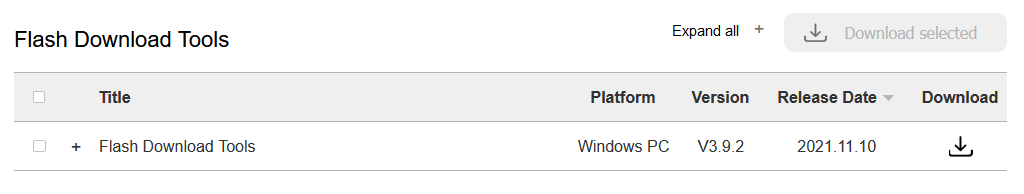 Flash Download Tools
Expall all + Download selected
Title Platform Version Release Date Download
+ Flash Download Tools Windows PC V3.9.2 2021.11.10